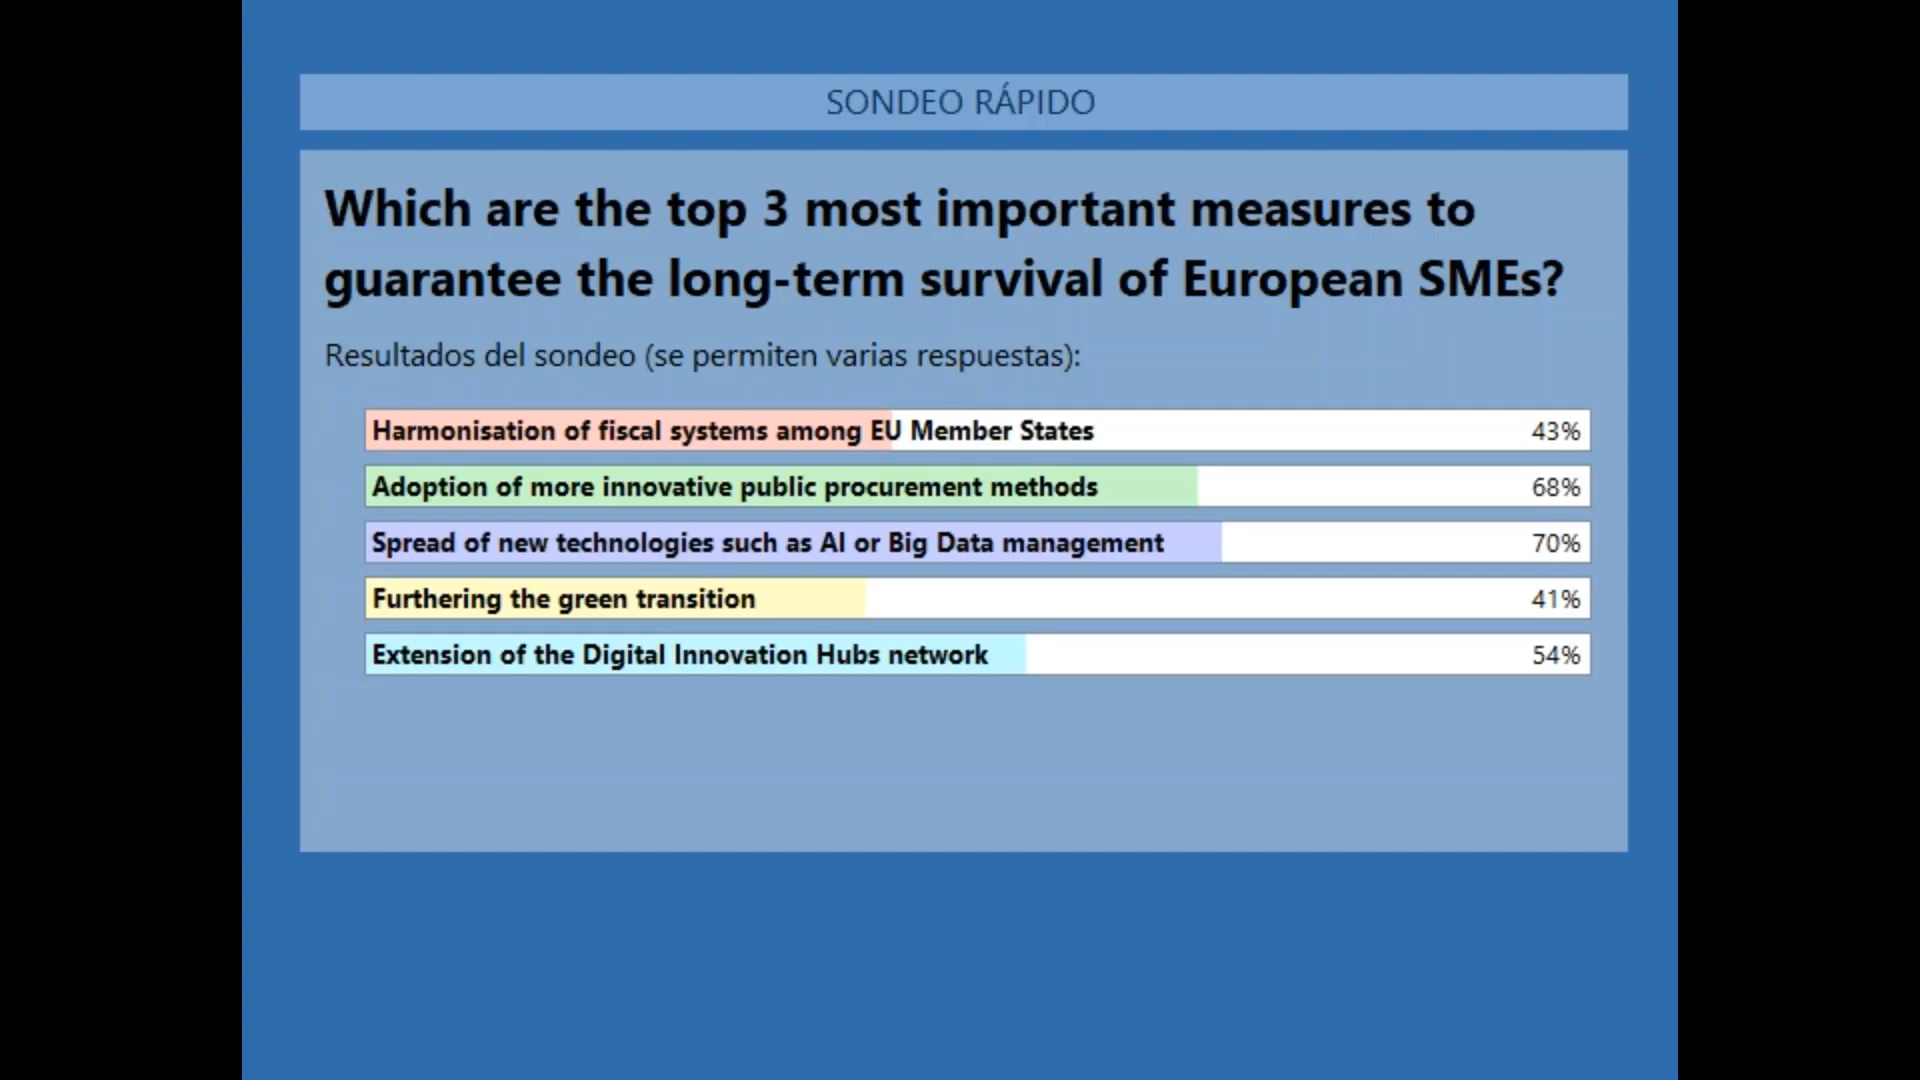 SONDEO RÁPIDO
Which are the top 3 most important measures to
guarantee the long-term survival of European SMEs?
Resultados del sondeo (se permiten varias respuestas):
Harmonisation of fiscal systems among EU Member States 43%
Adoption of more innovative public procurement methods 68%
Spread of new technologies such as AI or Big Data management 70%
Furthering the green transition 41%
Extension of the Digital Innovation Hubs network 54%